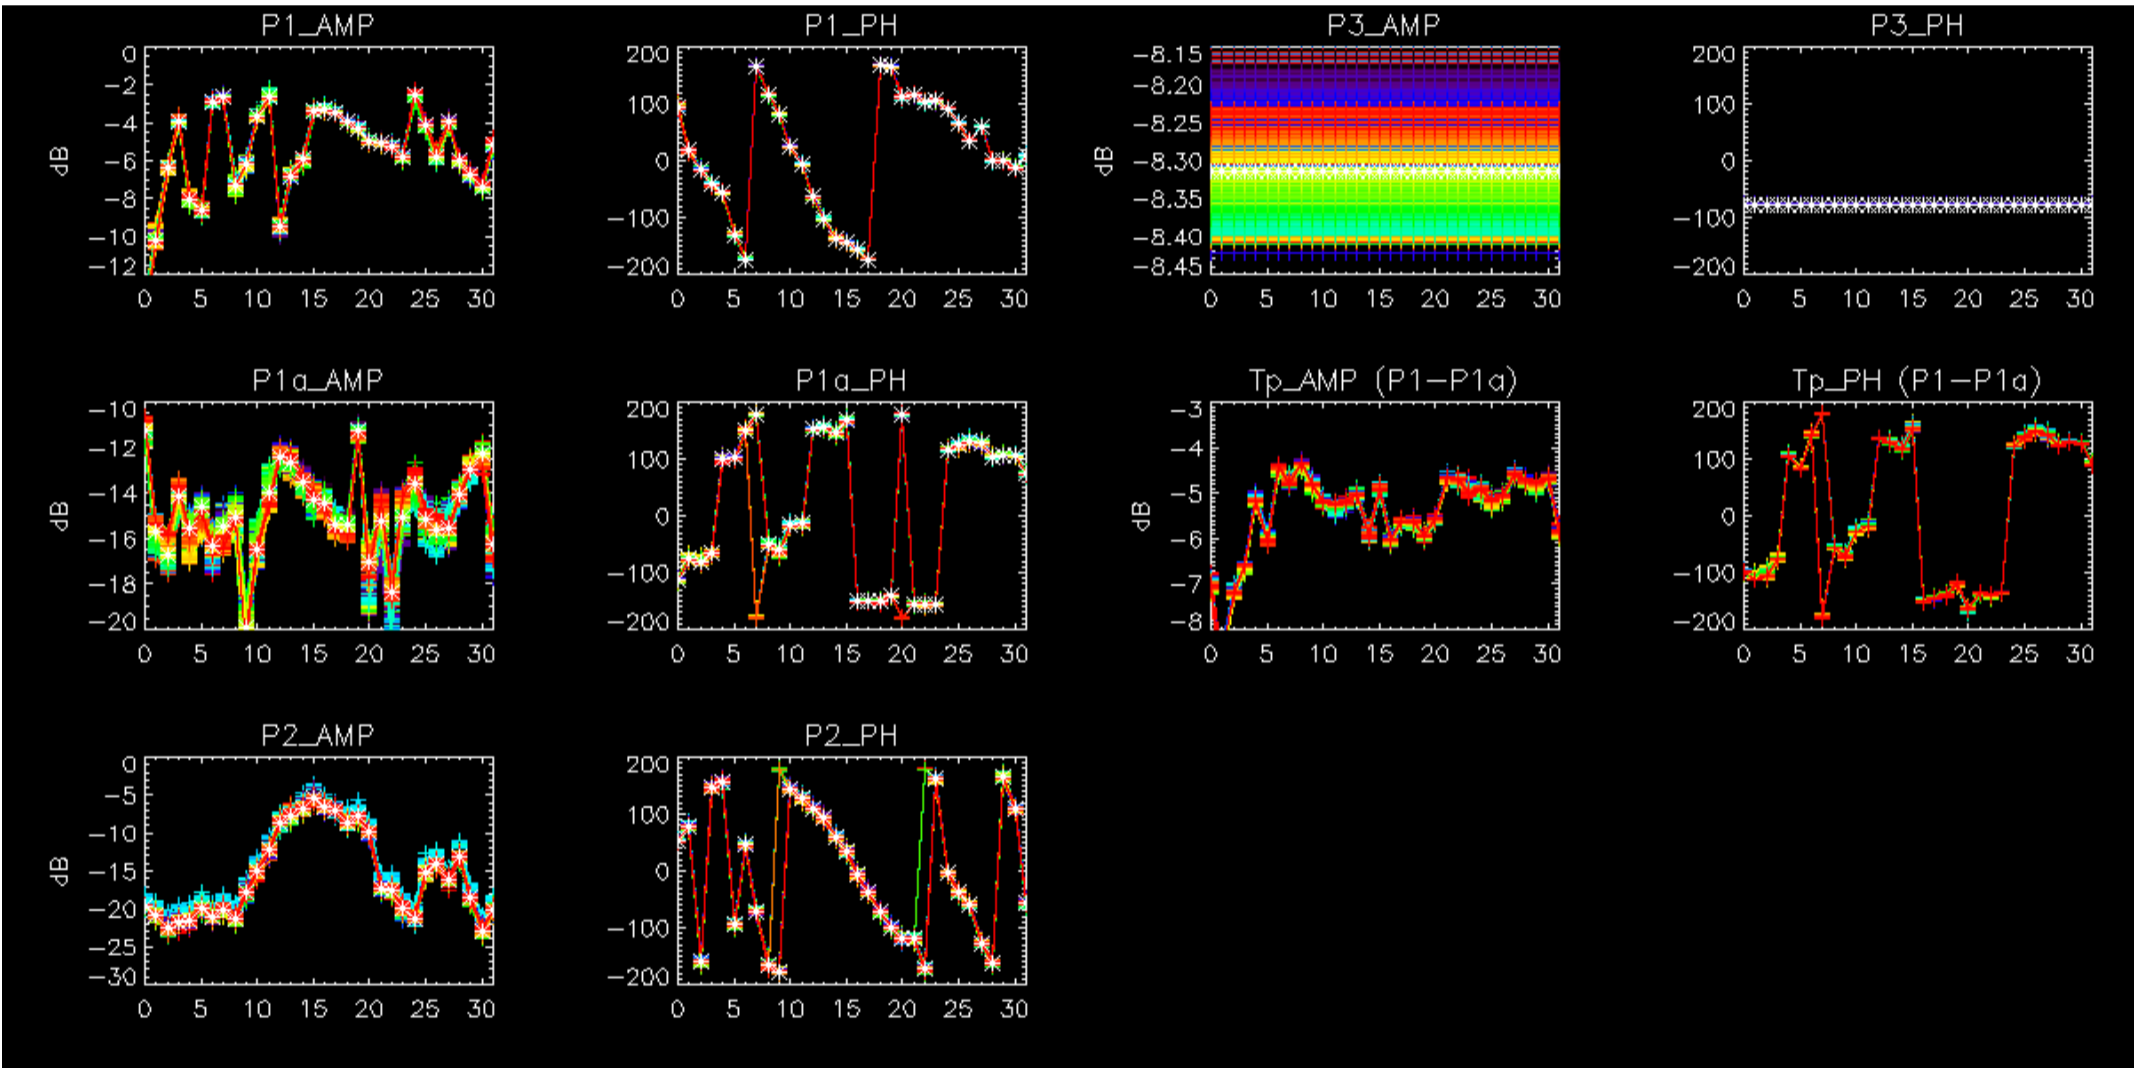 P1_AMP
P1_PH
P3_AMP
P3_PH
0
-2
-4
-6
-8
-10
-12
dB
0 5 10 15 20 25 30
200
100
0
-100
-200
0 5 10 15 20 25 30
-8.15
-8.20
-8.25
-8.30
-8.35
-8.40
-8.45
dB
0 5 10 15 20 25 30
200
100
0
-100
-200
0 5 10 15 20 25 30
P1a_AMP
P1a_PH
Tp_AMP (P1-P1a)
Tp_PH (P1-P1a)
-10
-12
-14
-16
-18
-20
dB
0 5 10 15 20 25 30
200
100
0
-100
-200
0 5 10 15 20 25 30
-3
-4
-5
-6
-7
-8
dB
0 5 10 15 20 25 30
200
100
0
-100
-200
0 5 10 15 20 25 30
P2_AMP
P2_PH
0
-5
-10
-15
-20
-25
-30
dB
0 5 10 15 20 25 30
200
100
0
-100
-200
0 5 10 15 20 25 30